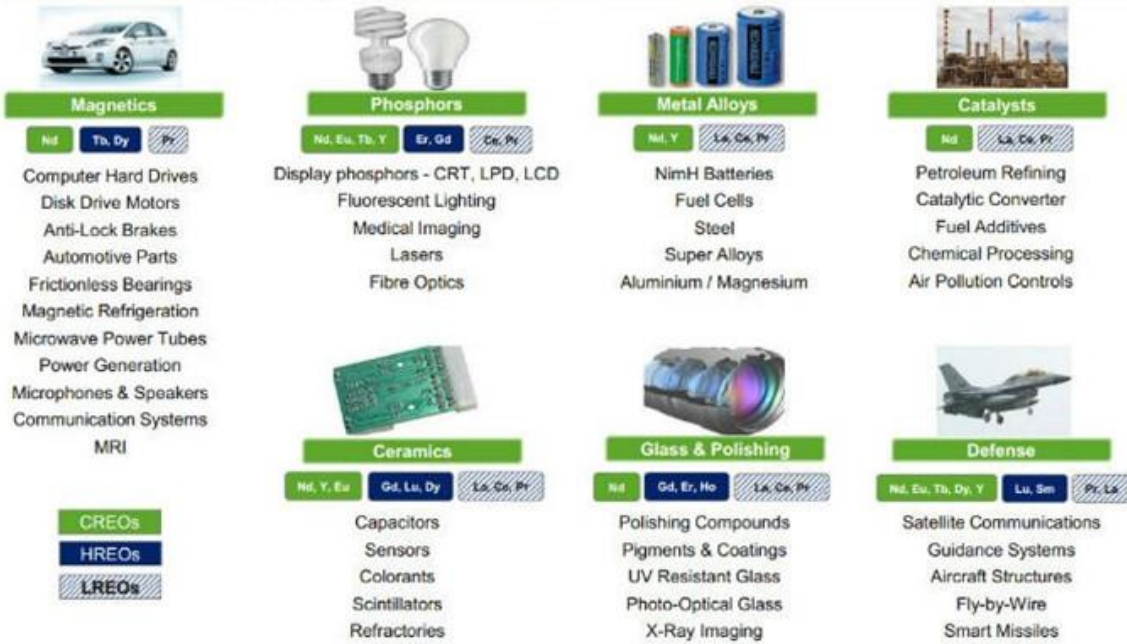 Magnetics
Nd
Tb, Dy
Pr
Computer Hard Drives
Disk Drive Motors
Anti-Lock Brakes
Automotive Parts
Frictionless Bearings
Magnetic Refrigeration
Microwave Power Tubes
Power Generation
Microphones & Speakers
Communication Systems
MRI
Phosphors
Nd, Eu, Tb, Y
Er, Gd
Ce, Pr
Display phosphors - CRT, LPD, LCD
Fluorescent Lighting
Medical Imaging
Lasers
Fibre Optics
Metal Alloys
Nd, Y
La, Ce, Pr
NimH Batteries
Fuel Cells
Steel
Super Alloys
Aluminium / Magnesium
Catalysts
Nd
La, Ce, Pr
Petroleum Refining
Catalytic Converter
Fuel Additives
Chemical Processing
Air Pollution Controls
Ceramics
Nd, Y, Eu
Gd, Lu, Dy
La, Ce, Pr
Capacitors
Sensors
Colorants
Scintillators
Refractories
Glass & Polishing
Nd
Gd, Er, Ho
La, Ce, Pr
Polishing Compounds
Pigments & Coatings
UV Resistant Glass
Photo-Optical Glass
X-Ray Imaging
Defense
Nd, Eu, Tb, Dy, Y
Lu, Sm
Pr, La
Satellite Communications
Guidance Systems
Aircraft Structures
Fly-by-Wire
Smart Missiles
CREOs
HREOs
LREOs